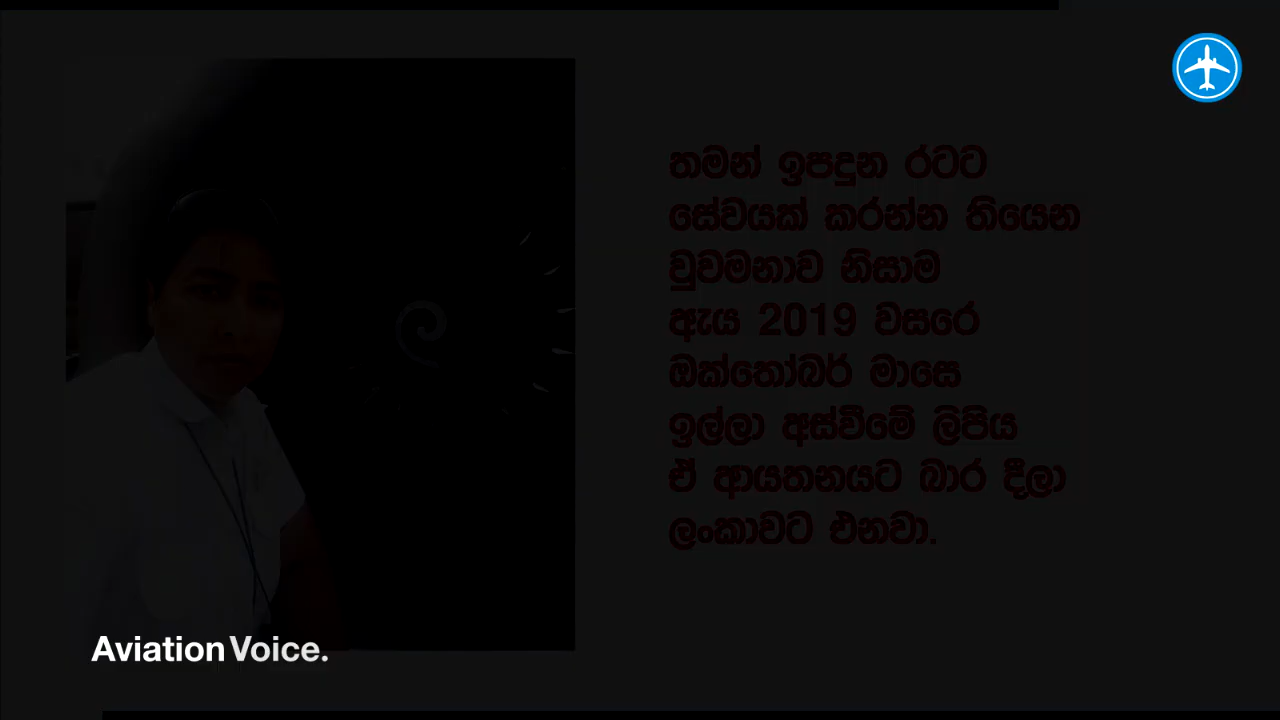 තමන් ඉපදුන රටට
සේවයක් කරන්න තියෙන
වුවමනාව නිසාම
ඇය 2019 වසරේ
ඔක්තෝබර් මාසෙ
ඉල්ලා අස්වීමේ ලිපිය
ඒ ආයතනයට බාර දීලා
ලංකාවට එනවා.
Aviation Voice.